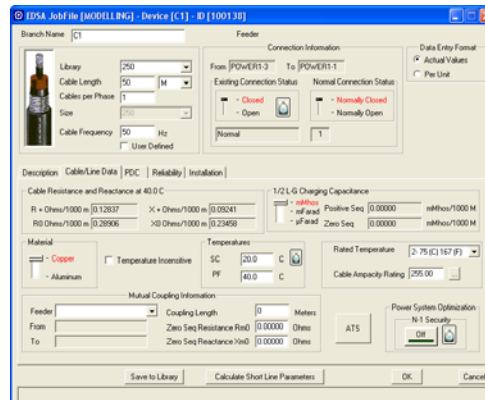 EDSA JobFile [MODELLING] - Device [C1] - ID [100138]
Branch Name C1 Feeder
Library 250
Cable Length 50 M
Cables per Phase 1
Size 250
Cable Frequency 50 Hz
User Defined
Connection Information
From POWER1-3 To POWER1-1
Existing Connection Status Normal Connection Status
- Closed - Normally Closed
- Open - Normally Open
Normal 1
Data Entry Format
Actual Values
Per Unit
Description Cable/Line Data PDC Reliability Installation
Cable Resistance and Reactance at 40.0 C
R + Ohms/1000 m 0.12837 X + Ohms/1000 m 0.09241
R0 Ohms/1000 m 0.28906 X0 Ohms/1000 m 0.23458
1/2 L-G Charging Capacitance
- mMhos Positive Seq 0.00000 mMhos/1000 M
- mFarad
- µFarad Zero Seq 0.00000 mMhos/1000 M
Material
- Copper
- Aluminum
Temperature Insensitive
Temperatures
SC 20.0 C
PF 40.0 C
Rated Temperature 2- 75 (C) 167 (F)
Cable Ampacity Rating 255.00 ...
Mutual Coupling Information
Feeder Coupling Length 0 Meters
From Zero Seq Resistance Rm0 0.00000 Ohms
To Zero Seq Reactance Xm0 0.00000 Ohms
ATS
Power System Optimization
N-1 Security
Off
Save to Library Calculate Short Line Parameters OK Cancel